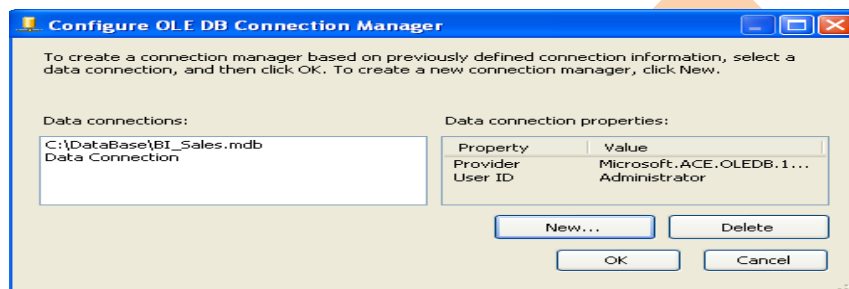 Configure OLE DB Connection Manager
To create a connection manager based on previously defined connection information, select a
data connection, and then click OK. To create a new connection manager, click New.
Data connections:
Data connection properties:
C:\DataBase\BI_Sales.mdb
Data Connection
Property Value
Provider Microsoft.ACE.OLEDB.1...
User ID Administrator
New... Delete
OK Cancel